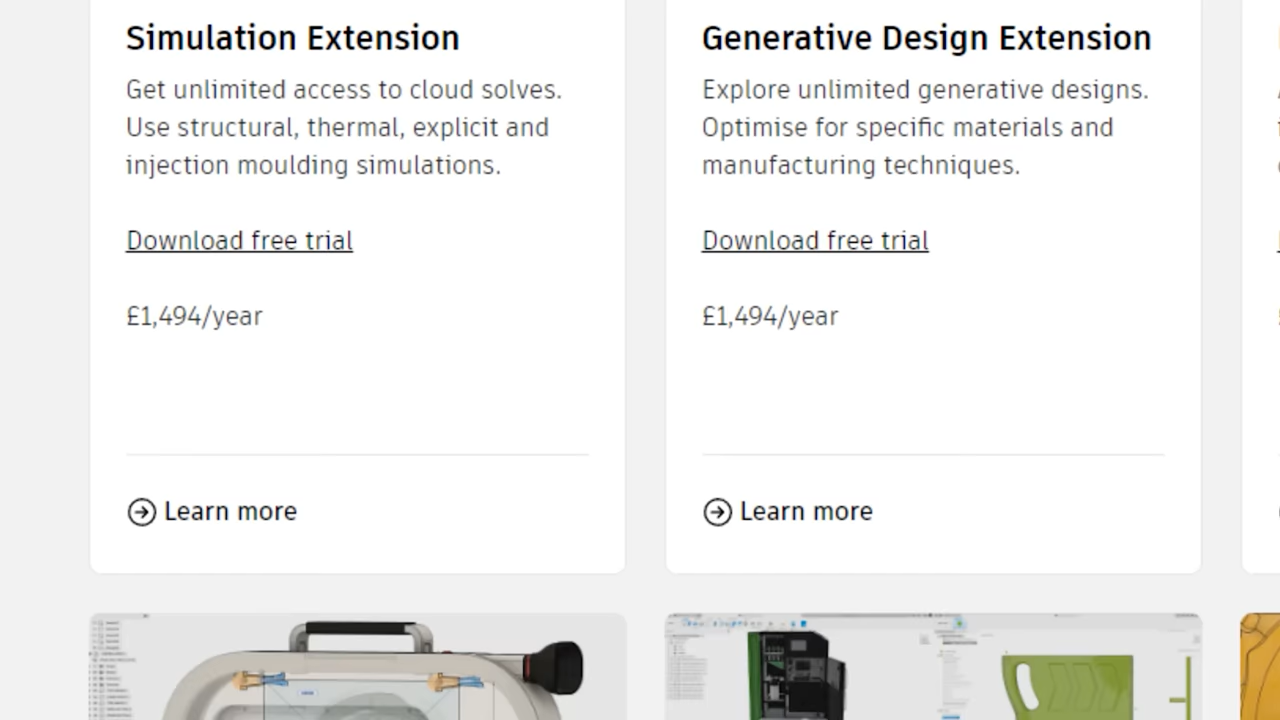 Simulation Extension
Get unlimited access to cloud solves.
Use structural, thermal, explicit and
injection moulding simulations.
Download free trial
£1,494/year
Learn more
Generative Design Extension
Explore unlimited generative designs.
Optimise for specific materials and
manufacturing techniques.
Download free trial
£1,494/year
Learn more